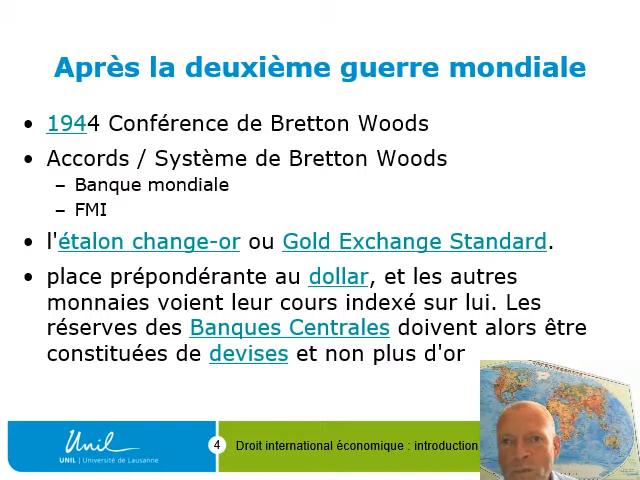 Après la deuxième guerre mondiale
• 1944 Conférence de Bretton Woods
• Accords / Système de Bretton Woods
– Banque mondiale
– FMI
• l'étalon change-or ou Gold Exchange Standard.
• place prépondérante au dollar, et les autres
monnaies voient leur cours indexé sur lui. Les
réserves des Banques Centrales doivent alors être
constituées de devises et non plus d'or
Unil
UNIL | Université de Lausanne
4
Droit international économique : introduction